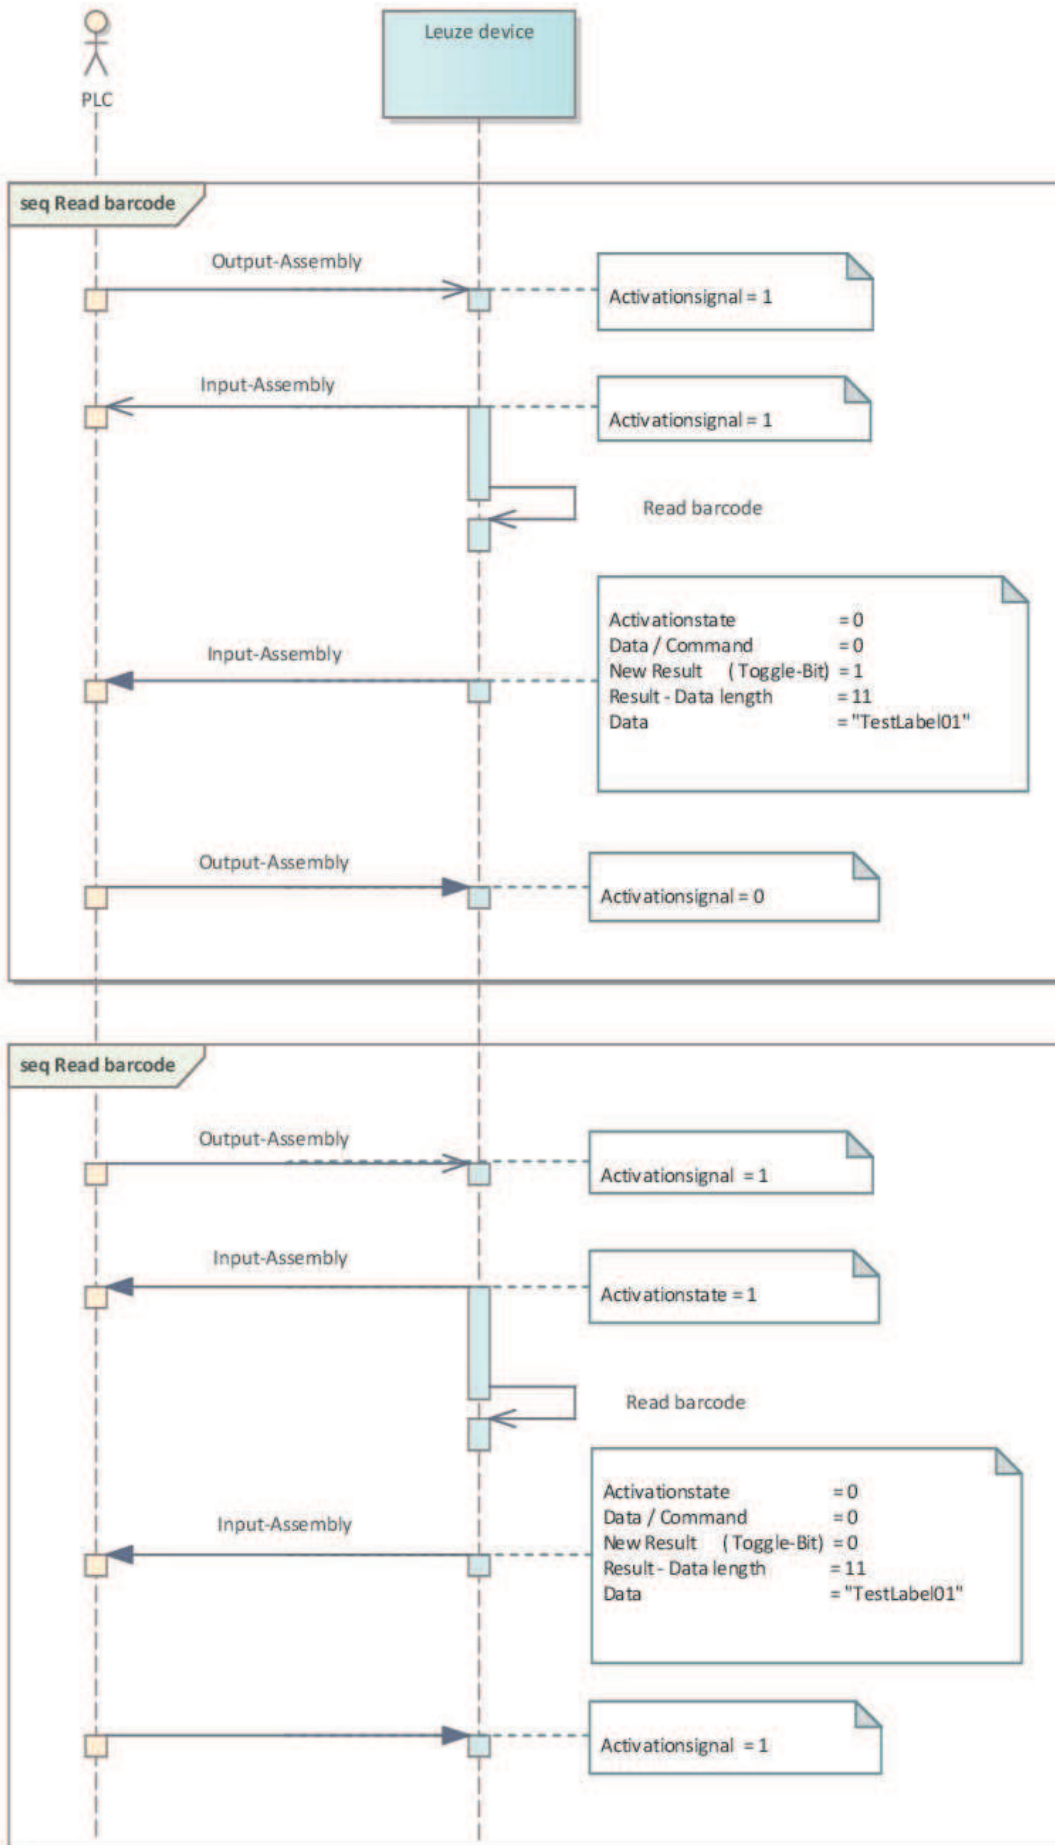 Leuze device
PLC
seq Read barcode
Output-Assembly
Activationsignal = 1
Input-Assembly
Activationsignal = 1
Read barcode
Activationstate = 0
Data / Command = 0
New Result ( Toggle-Bit) = 1
Result - Data length = 11
Data = "TestLabel01"
Input-Assembly
Output-Assembly
Activationsignal = 0
seq Read barcode
Output-Assembly
Activationsignal = 1
Input-Assembly
Activationstate = 1
Read barcode
Activationstate = 0
Data / Command = 0
New Result (Toggle-Bit) = 0
Result - Data length = 11
Data = "TestLabel01"
Input-Assembly
Activationsignal = 1